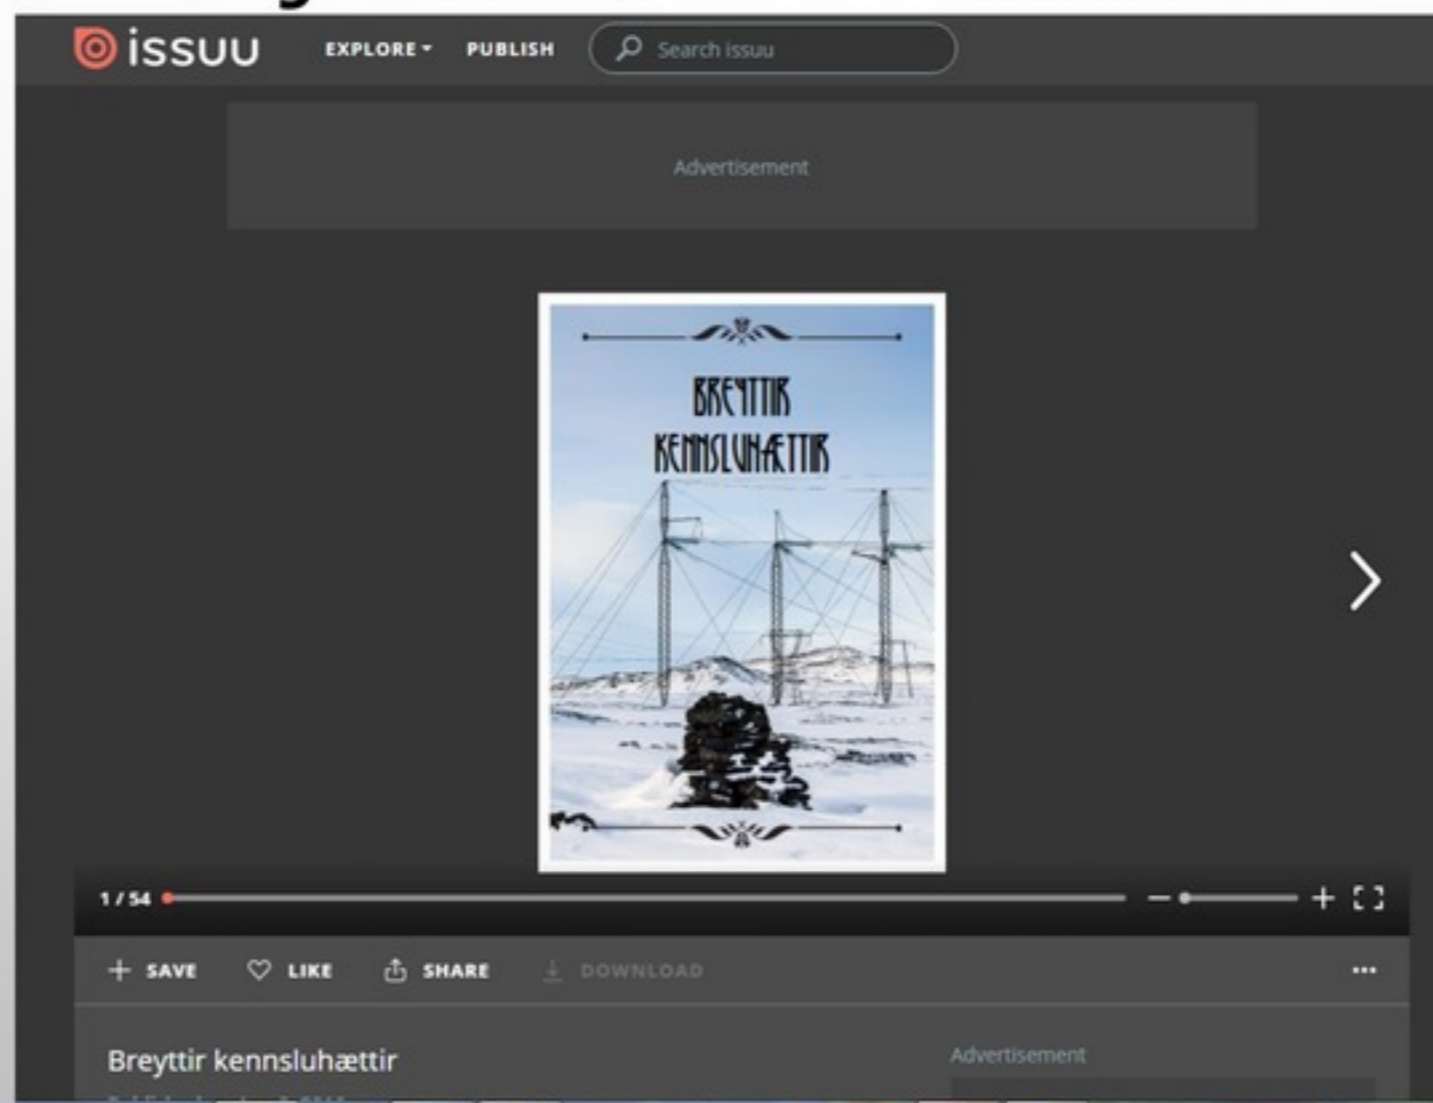 issuu EXPLORE PUBLISH Search issuu
Advertisement
BREYTTIR
KENNSLUHÆTTIR
1 / 54
SAVE LIKE SHARE DOWNLOAD
Breyttir kennsluhættir
Advertisement